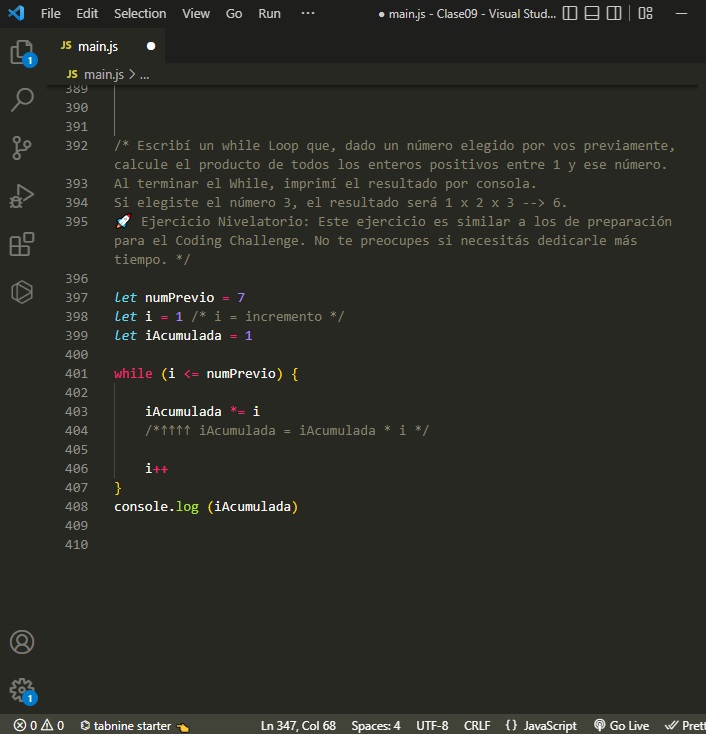 File Edit Selection View Go Run ··· ● main.js - Clase09 - Visual Stud...
JS main.js ●
JS main.js > ...
389
390
391
392 /* Escribí un while Loop que, dado un número elegido por vos previamente,
calcule el producto de todos los enteros positivos entre 1 y ese número.
393 Al terminar el While, imprimí el resultado por consola.
394 Si elegiste el número 3, el resultado será 1 x 2 x 3 --> 6.
395 🚀 Ejercicio Nivelatorio: Este ejercicio es similar a los de preparación
para el Coding Challenge. No te preocupes si necesitás dedicarle más
tiempo. */
396
397 let numPrevio = 7
398 let i = 1 /* i = incremento */
399 let iAcumulada = 1
400
401 while (i <= numPrevio) {
402
403 iAcumulada *= i
404 /*↑↑↑↑ iAcumulada = iAcumulada * i */
405
406 i++
407 }
408 console.log (iAcumulada)
409
410
1
1
0 0 tabnine starter 👈 Ln 347, Col 68 Spaces: 4 UTF-8 CRLF {} JavaScript Go Live Prett